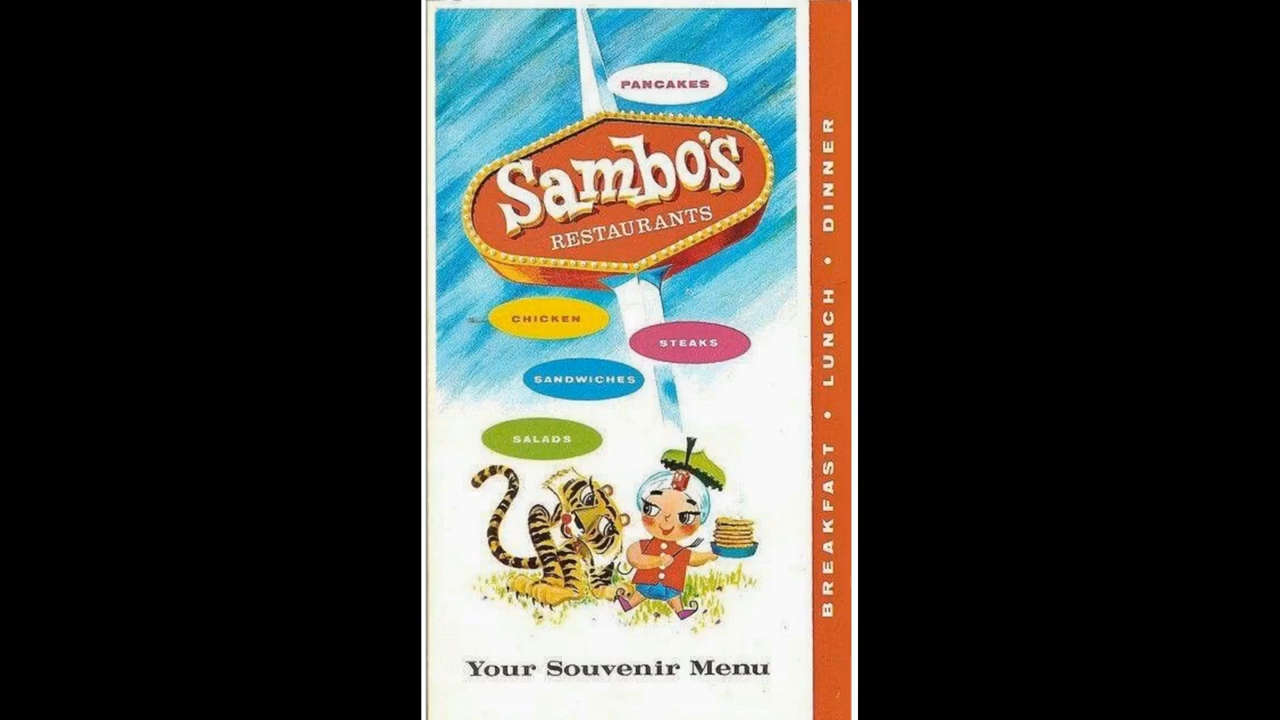 PANCAKES
Sambo's
RESTAURANTS
CHICKEN
STEAKS
SANDWICHES
SALADS
Your Souvenir Menu
BREAKFAST • LUNCH • DINNER